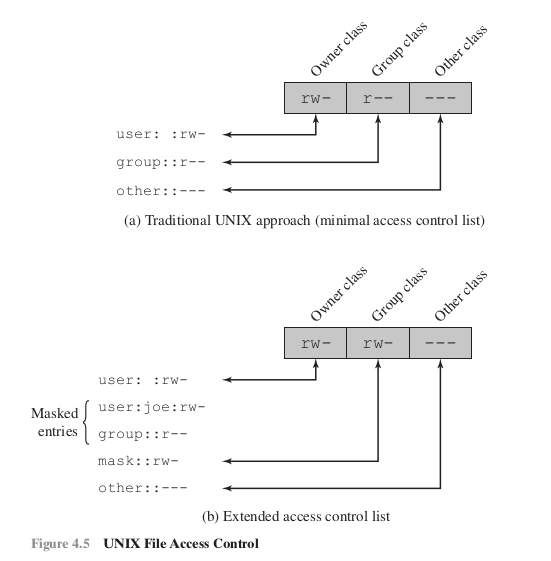 Owner class
Group class
Other class
rw- r-- ---
user: :rw-
group::r--
other::---
(a) Traditional UNIX approach (minimal access control list)
Owner class
Group class
Other class
rw- rw- ---
user: :rw-
Masked entries
user:joe:rw-
group::r--
mask::rw-
other::---
(b) Extended access control list
Figure 4.5 UNIX File Access Control